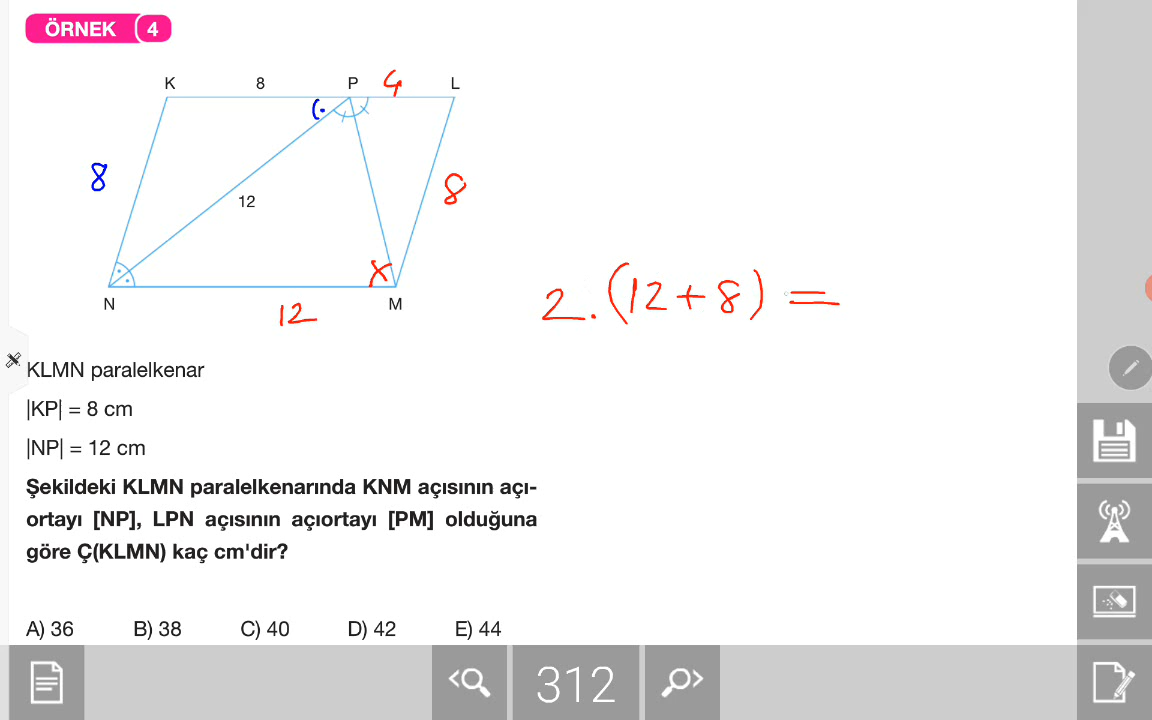 ÖRNEK 4
K 8 P 4 L
8
12
8
x
N 12 M
2.(12+8) =
KLMN paralelkenar
|KP| = 8 cm
|NP| = 12 cm
Şekildeki KLMN paralelkenarında KNM açısının açı-
ortayı [NP], LPN açısının açıortayı [PM] olduğuna
göre Ç(KLMN) kaç cm'dir?
A) 36 B) 38 C) 40 D) 42 E) 44
312